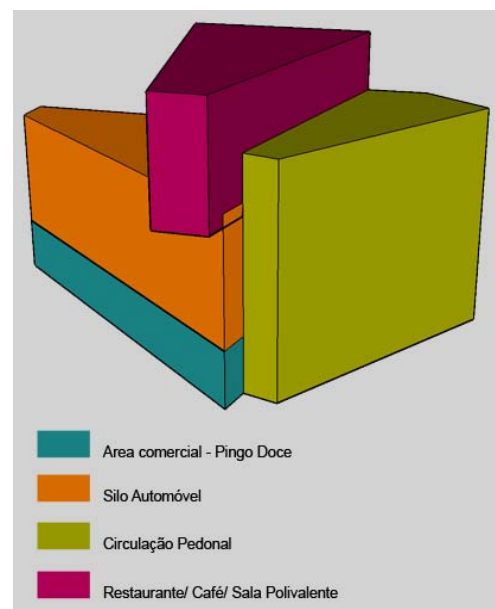 Area comercial - Pingo Doce
Silo Automóvel
Circulação Pedonal
Restaurante/ Café/ Sala Polivalente